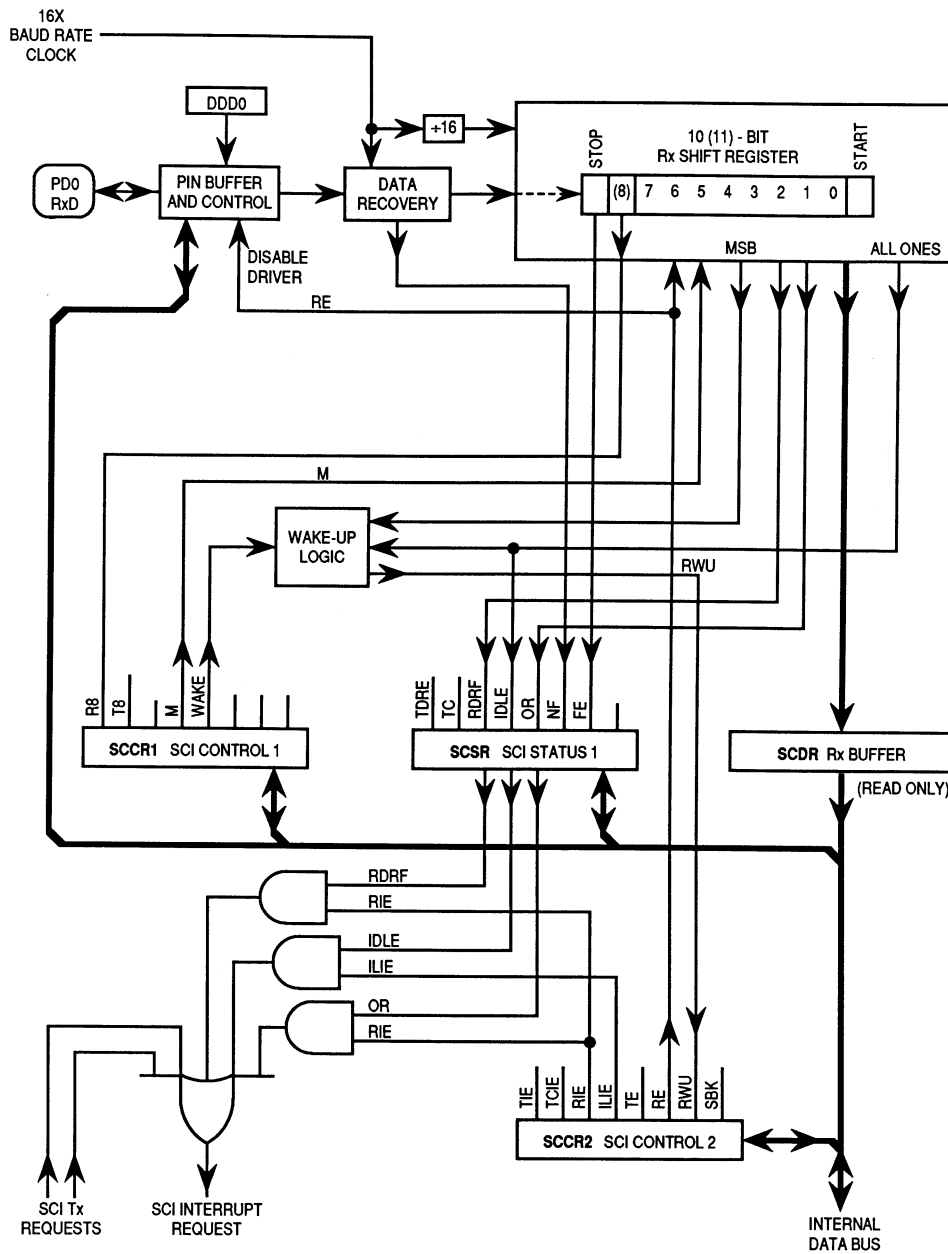 16X
BAUD RATE
CLOCK
DDD0
÷16
10 (11) - BIT
Rx SHIFT REGISTER
STOP
START
(8) 7 6 5 4 3 2 1 0
PD0
RxD
PIN BUFFER
AND CONTROL
DATA
RECOVERY
DISABLE
DRIVER
MSB
ALL ONES
RE
M
WAKE-UP
LOGIC
RWU
R8
T8
M
WAKE
TDRE
TC
RDRF
IDLE
OR
NF
FE
SCCR1 SCI CONTROL 1
SCSR SCI STATUS 1
SCDR Rx BUFFER
(READ ONLY)
RDRF
RIE
IDLE
ILIE
OR
RIE
TIE
TCIE
RIE
ILIE
TE
RE
RWU
SBK
SCCR2 SCI CONTROL 2
SCI Tx
REQUESTS
SCI INTERRUPT
REQUEST
INTERNAL
DATA BUS